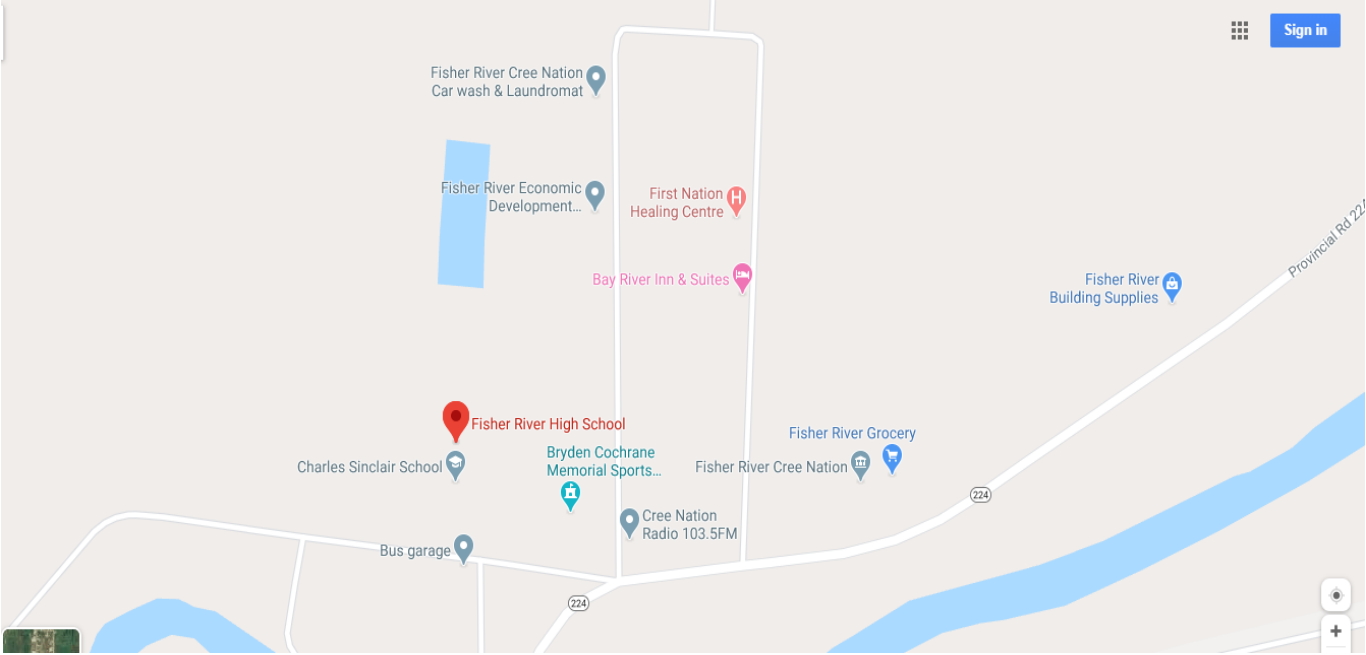 Sign in
Fisher River Cree Nation
Car wash & Laundromat
Fisher River Economic
Development...
First Nation
Healing Centre
Provincial Rd 224
Bay River Inn & Suites
Fisher River
Building Supplies
Fisher River High School
Fisher River Grocery
Bryden Cochrane
Memorial Sports...
Charles Sinclair School
Fisher River Cree Nation
224
Cree Nation
Radio 103.5FM
Bus garage
224